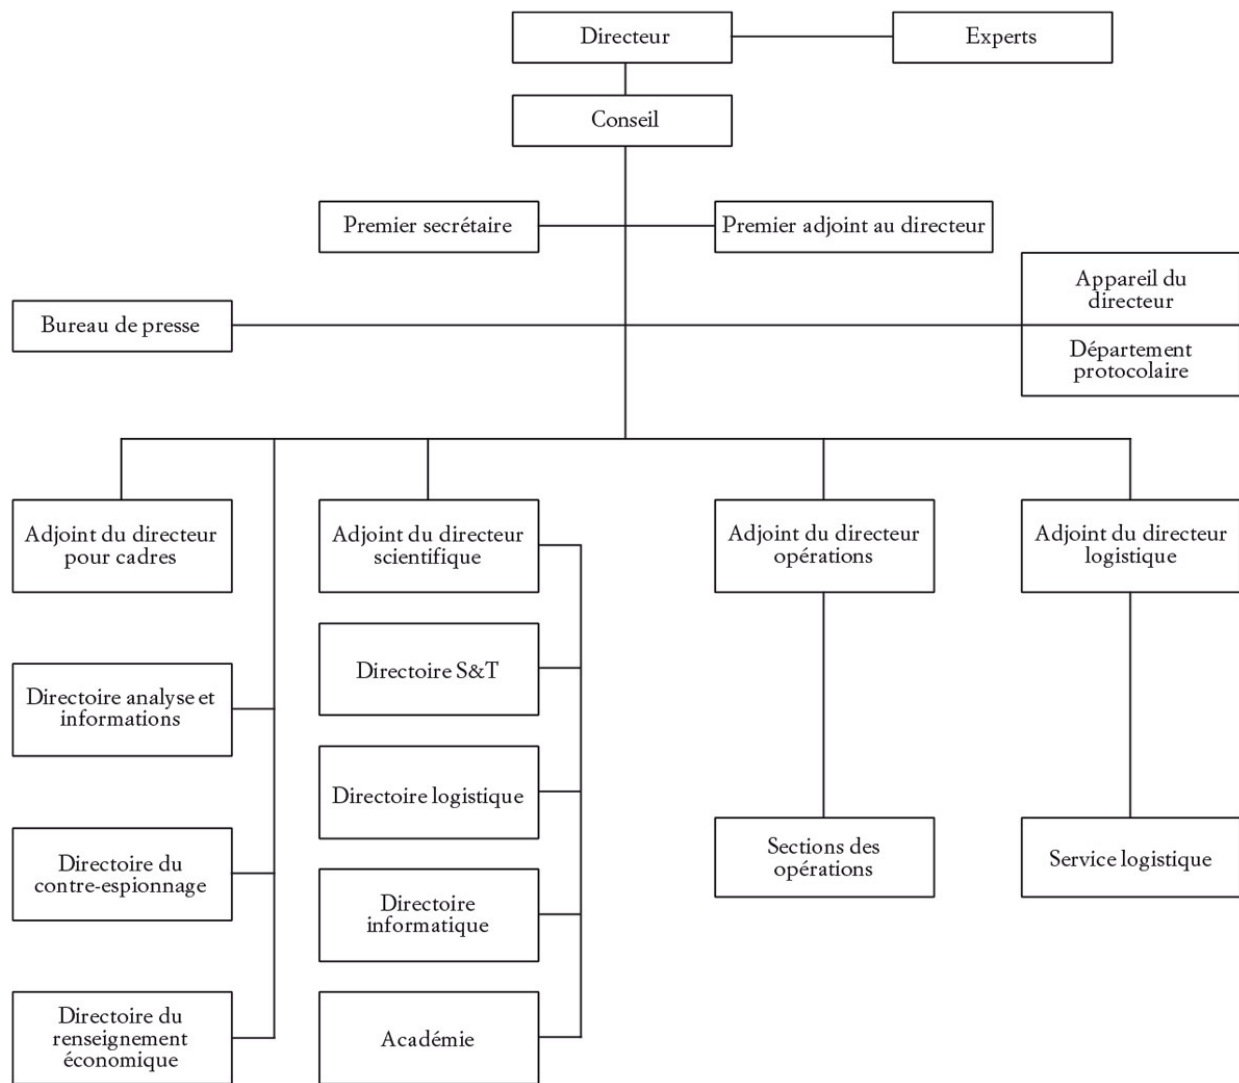 Directeur
Experts
Conseil
Premier secrétaire
Premier adjoint au directeur
Appareil du
directeur
Bureau de presse
Département
protocolaire
Adjoint du directeur
pour cadres
Adjoint du directeur
scientifique
Adjoint du directeur
opérations
Adjoint du directeur
logistique
Directoire S&T
Directoire analyse et
informations
Directoire logistique
Directoire du
contre-espionnage
Sections des
opérations
Service logistique
Directoire
informatique
Directoire du
renseignement
économique
Académie